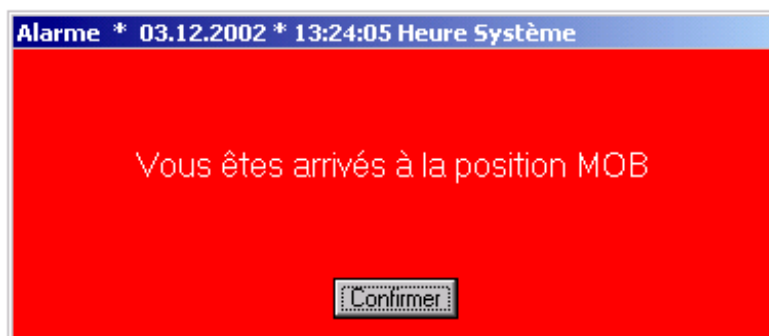 Alarme * 03.12.2002 * 13:24:05 Heure Système
Vous êtes arrivés à la position MOB
Confirmer